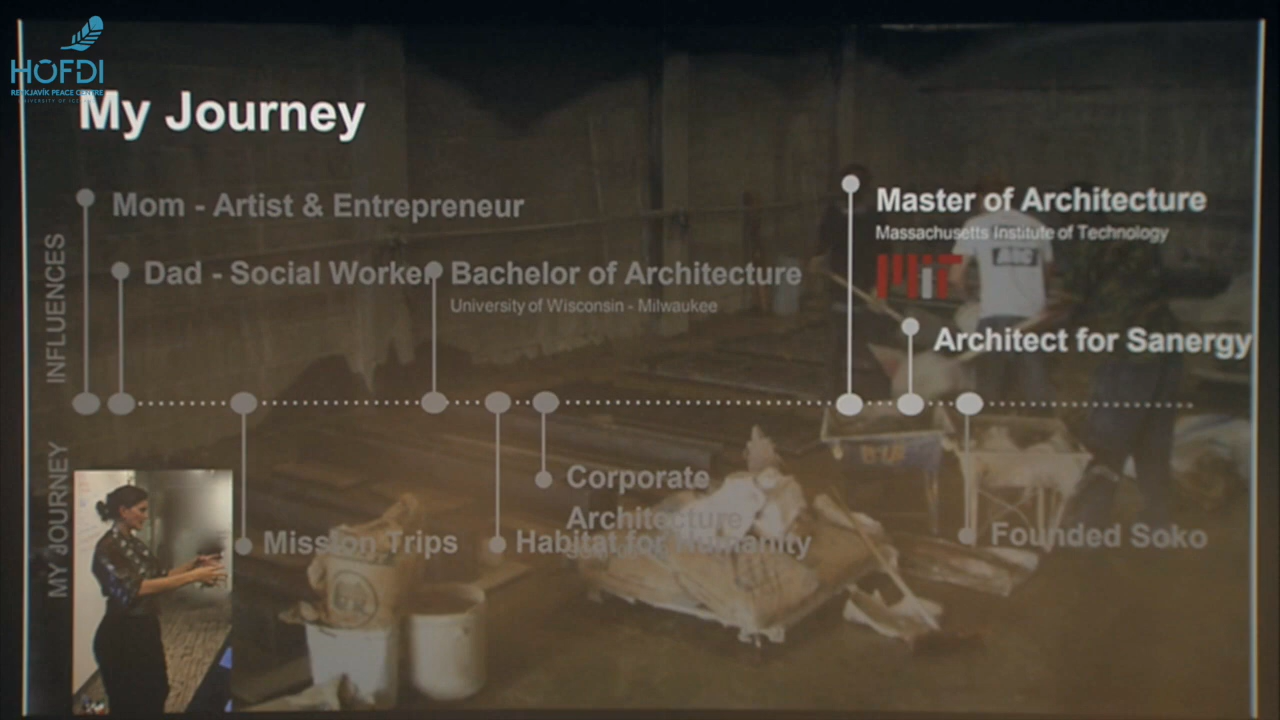 HÖFDI
REYKJAVÍK PEACE CENTRE
My Journey
INFLUENCES
Mom - Artist & Entrepreneur
Dad - Social Worker
Bachelor of Architecture
University of Wisconsin - Milwaukee
Master of Architecture
Massachusetts Institute of Technology
MIT
Architect for Sanergy
MY JOURNEY
Mission Trips
Habitat for Humanity
Corporate
Architecture
Founded Soko